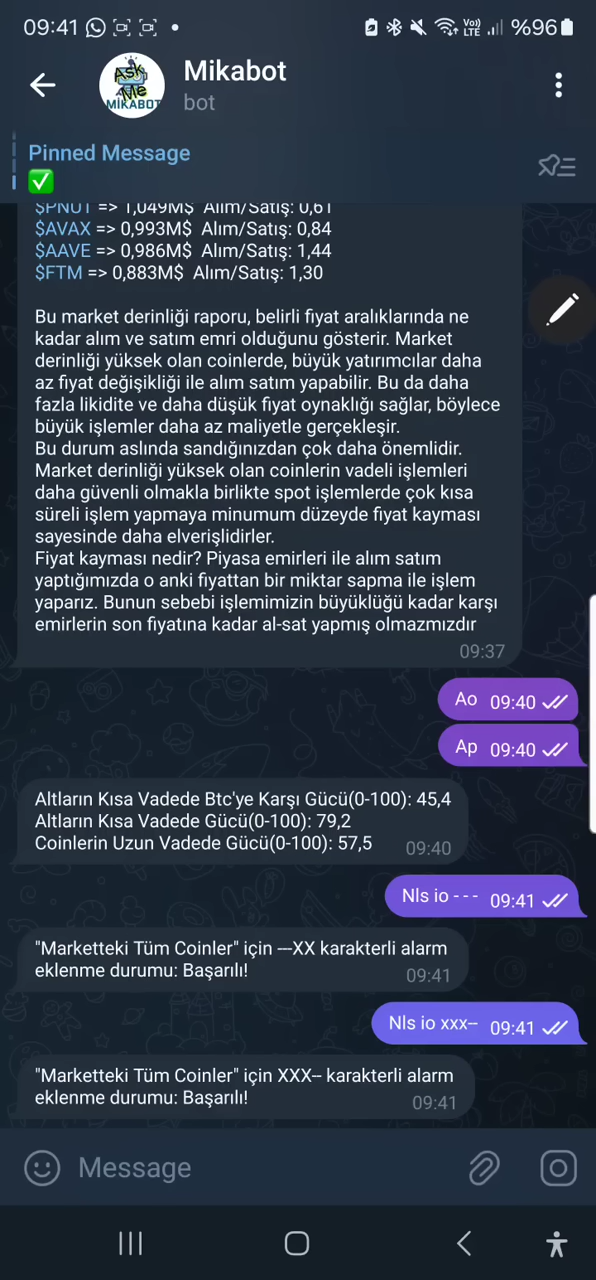 09:41
Vo)) LTE
%96
Ask Me MİKABOT
Mikabot
bot
Pinned Message
✅
$PNUT => 1,049M$ Alım/Satış: 0,61
$AVAX => 0,993M$ Alım/Satış: 0,84
$AAVE => 0,986M$ Alım/Satış: 1,44
$FTM => 0,883M$ Alım/Satış: 1,30
Bu market derinliği raporu, belirli fiyat aralıklarında ne
kadar alım ve satım emri olduğunu gösterir. Market
derinliği yüksek olan coinlerde, büyük yatırımcılar daha
az fiyat değişikliği ile alım satım yapabilir. Bu da daha
fazla likidite ve daha düşük fiyat oynaklığı sağlar, böylece
büyük işlemler daha az maliyetle gerçekleşir.
Bu durum aslında sandığınızdan çok daha önemlidir.
Market derinliği yüksek olan coinlerin vadeli işlemleri
daha güvenli olmakla birlikte spot işlemlerde çok kısa
süreli işlem yapmaya minumum düzeyde fiyat kayması
sayesinde daha elverişlidirler.
Fiyat kayması nedir? Piyasa emirleri ile alım satım
yaptığımızda o anki fiyattan bir miktar sapma ile işlem
yaparız. Bunun sebebi işlemimizin büyüklüğü kadar karşı
emirlerin son fiyatına kadar al-sat yapmış olmazmızdır
09:37
Ao 09:40
Ap 09:40
Altların Kısa Vadede Btc'ye Karşı Gücü(0-100): 45,4
Altların Kısa Vadede Gücü(0-100): 79,2
Coinlerin Uzun Vadede Gücü(0-100): 57,5
09:40
Nls io - - - 09:41
"Marketteki Tüm Coinler" için ---XX karakterli alarm
eklenme durumu: Başarılı!
09:41
Nls io xxx-- 09:41
"Marketteki Tüm Coinler" için XXX-- karakterli alarm
eklenme durumu: Başarılı!
09:41
Message